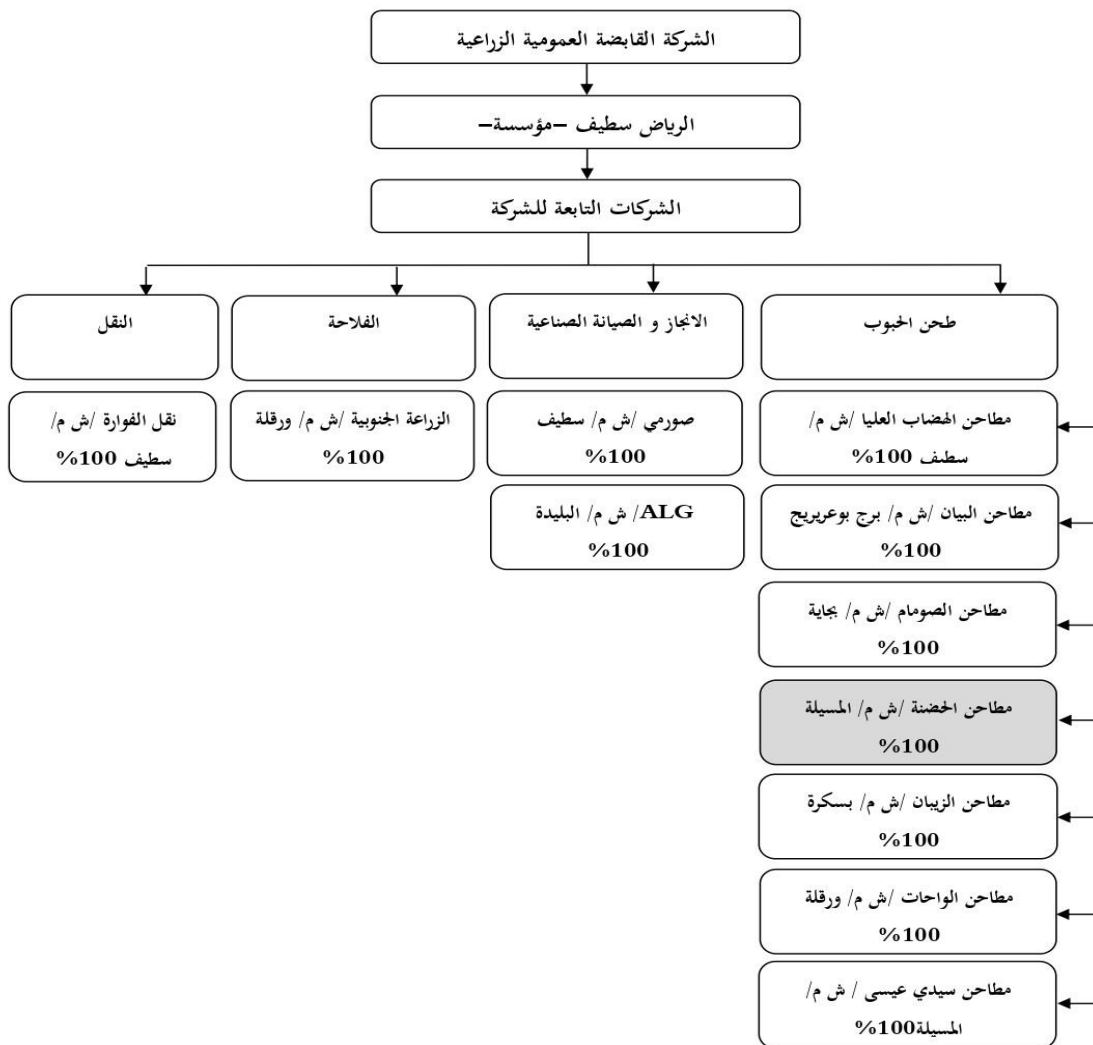 الشركة القابضة العمومية الزراعية
الرياض سطيف –مؤسسة–
الشركات التابعة للشركة
طحن الحبوب
الانجاز و الصيانة الصناعية
الفلاحة
النقل
مطاحن الهضاب العليا /ش م/
سطيف 100%
صورمي /ش م/ سطيف
100%
الزراعة الجنوبية /ش م/ ورقلة
100%
نقل الفوارة /ش م/
سطيف 100%
مطاحن البيان /ش م/ برج بوعريريج
100%
ALG/ ش م/ البليدة
100%
مطاحن الصومام /ش م/ بجاية
100%
مطاحن الحضنة /ش م/ المسيلة
100%
مطاحن الزيبان /ش م/ بسكرة
100%
مطاحن الواحات /ش م/ ورقلة
100%
مطاحن سيدي عيسى / ش م/
المسيلة100%